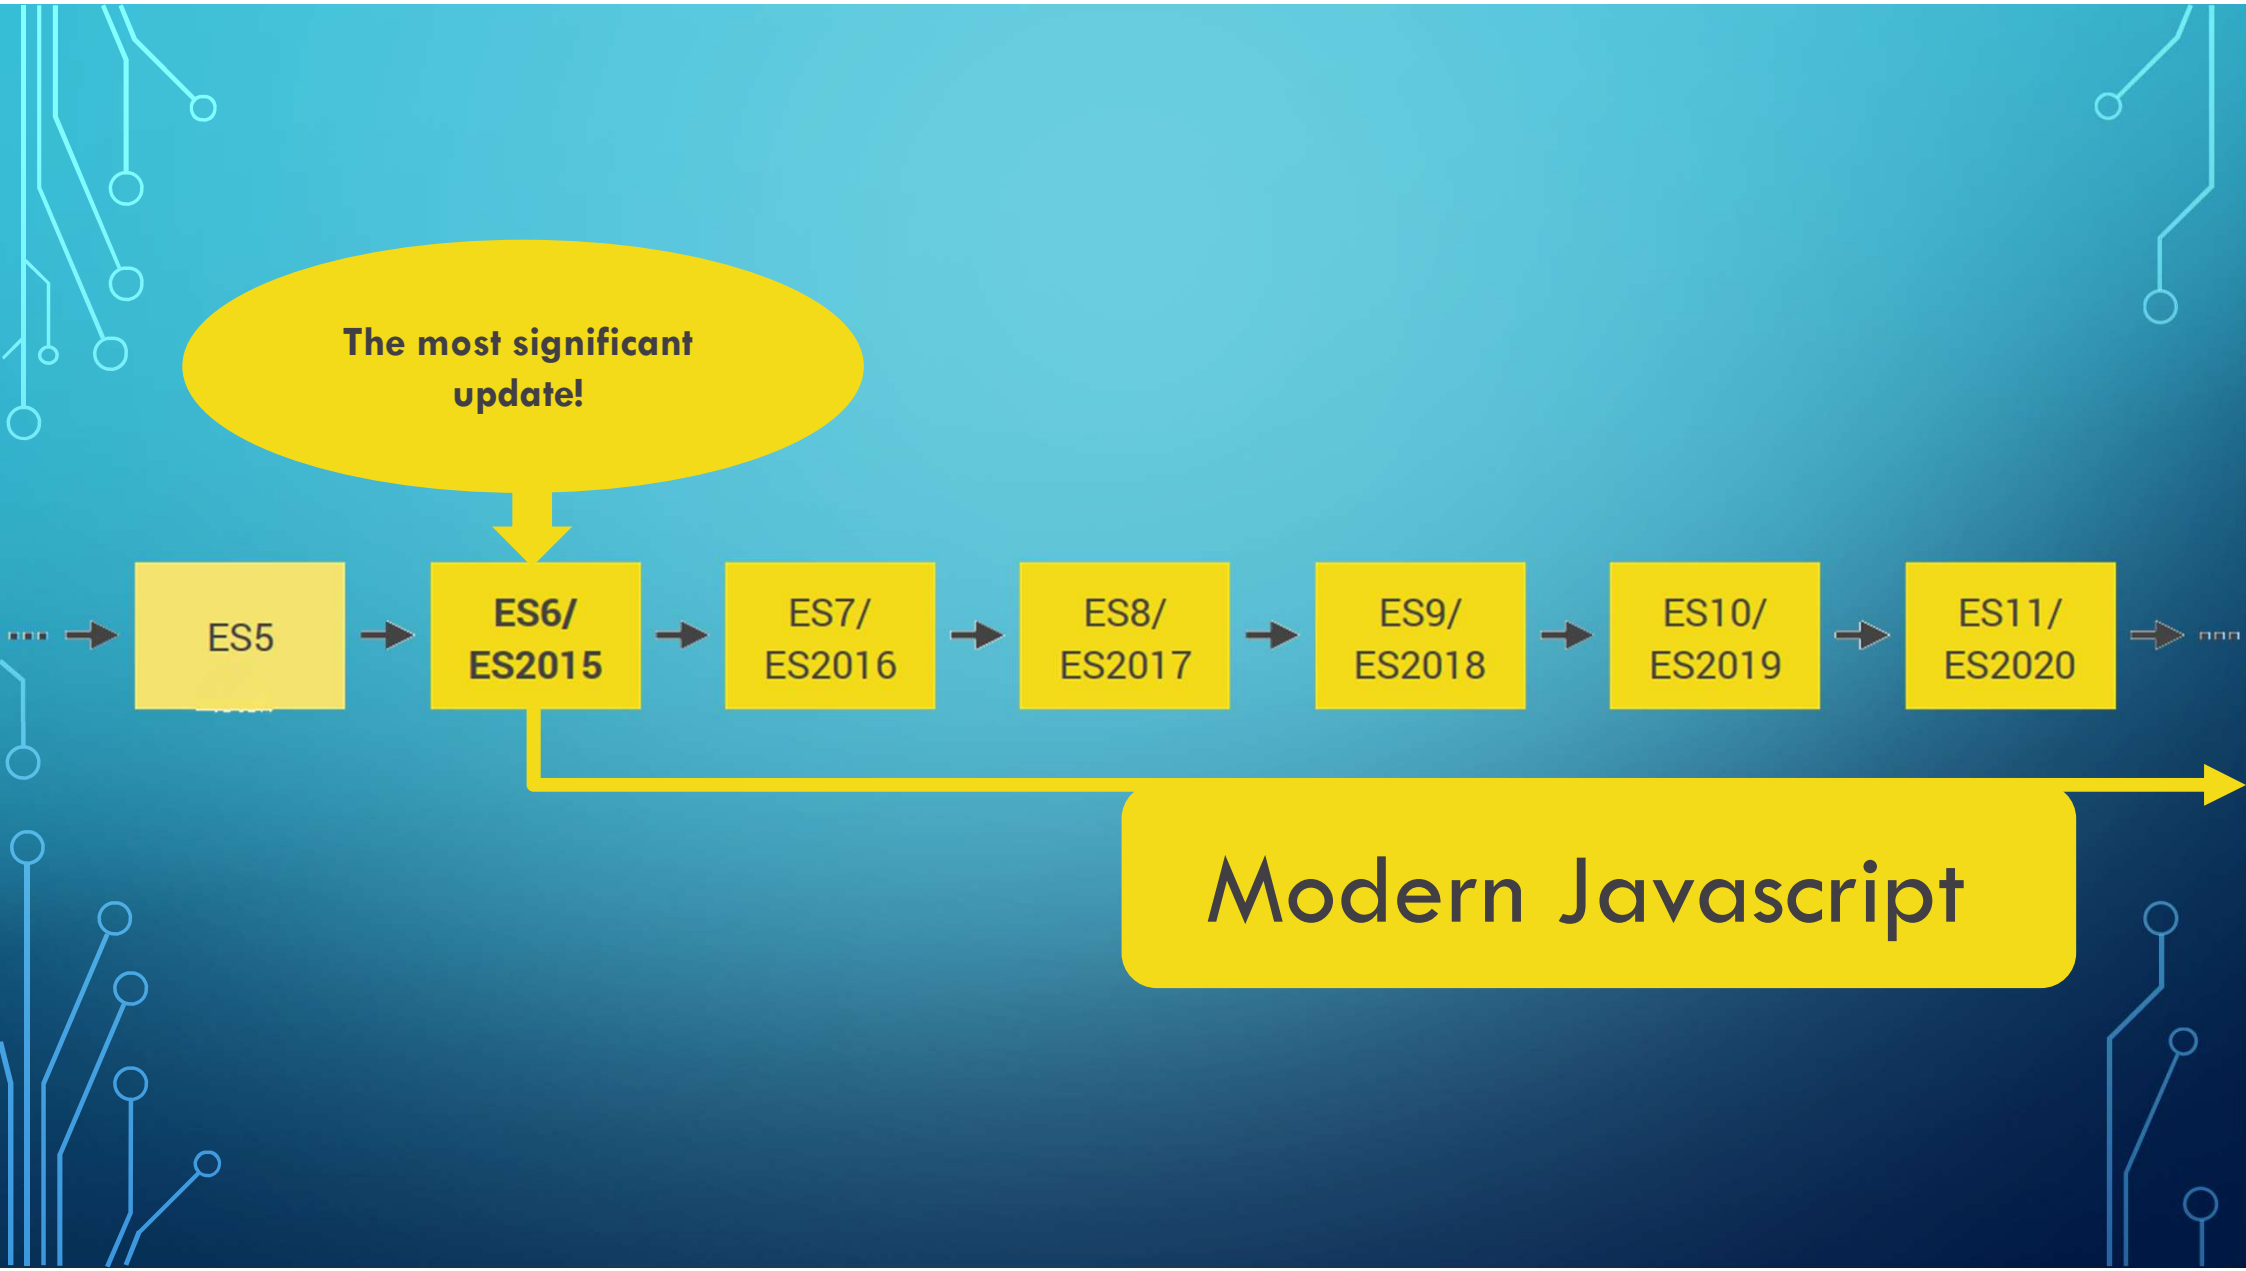 The most significant
update!
ES5
ES6/
ES2015
ES7/
ES2016
ES8/
ES2017
ES9/
ES2018
ES10/
ES2019
ES11/
ES2020
Modern Javascript